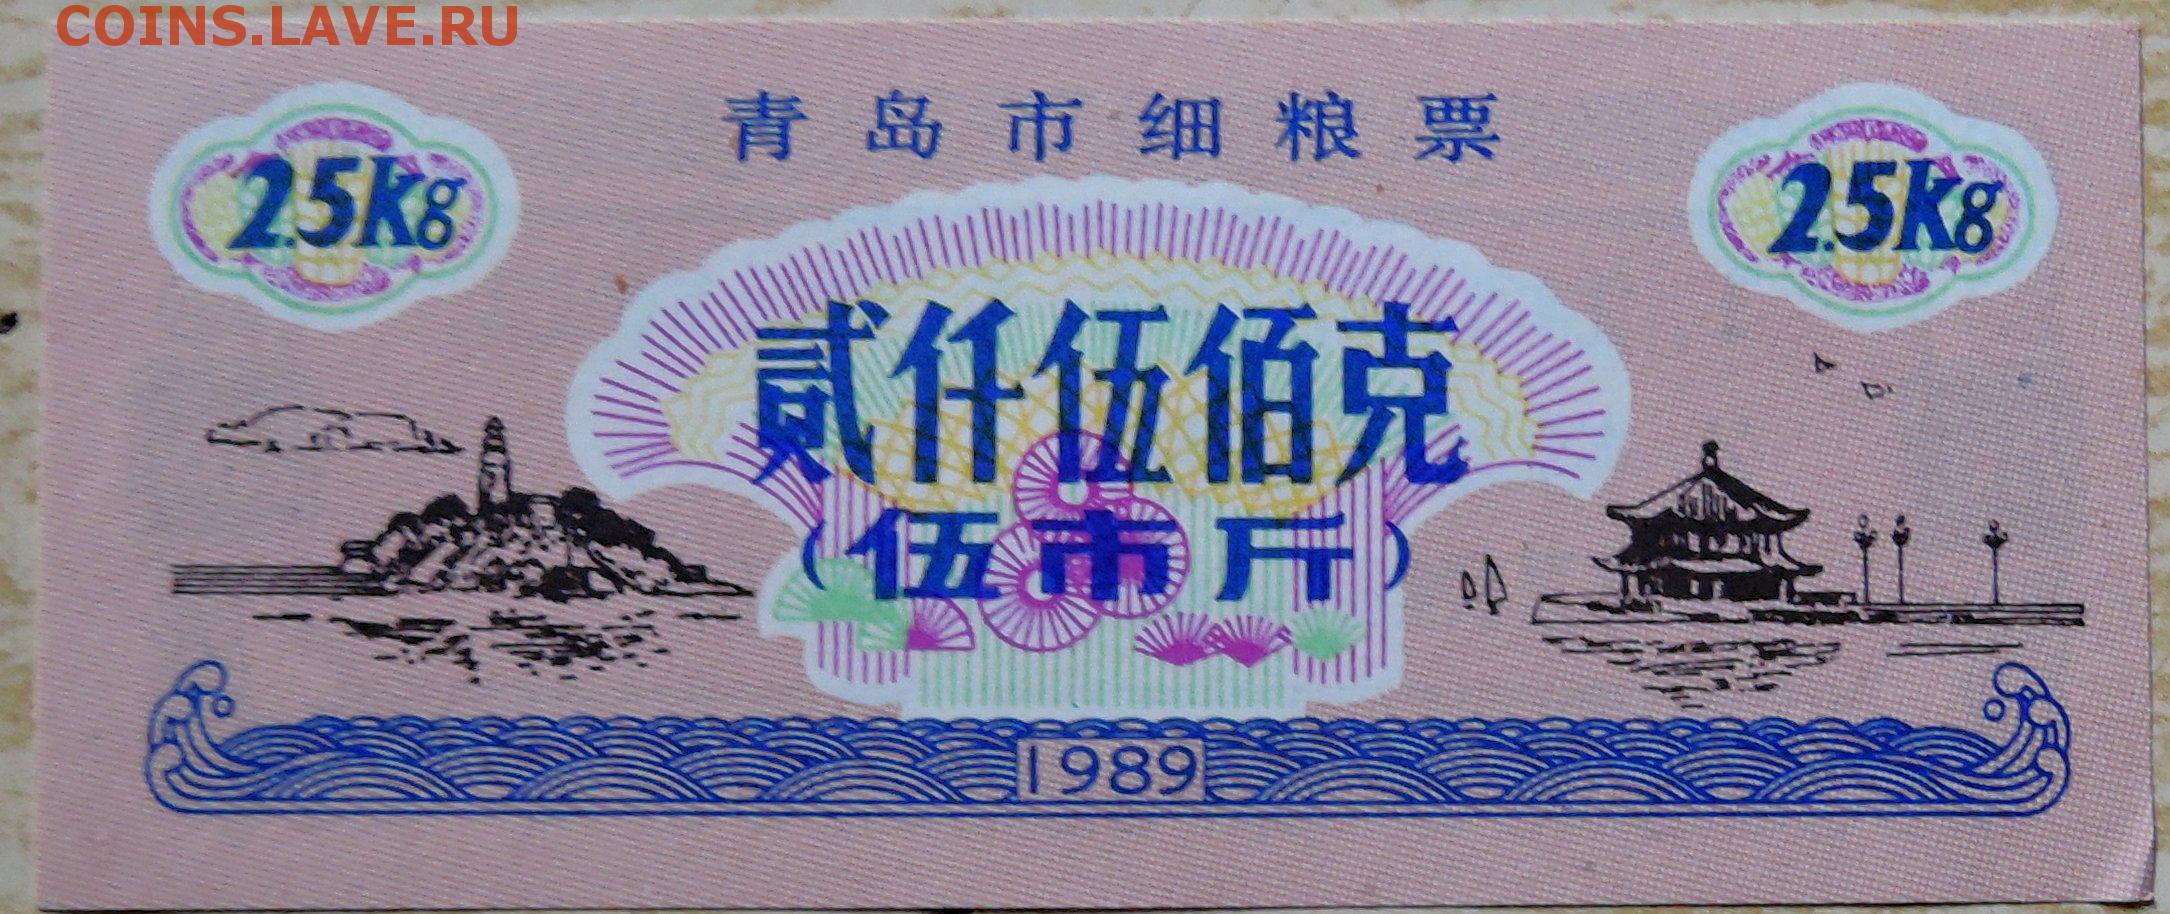 COINS.LAVE.RU
青岛市细粮票
2.5Kg
2.5Kg
贰仟伍佰克
(伍市斤)
1989